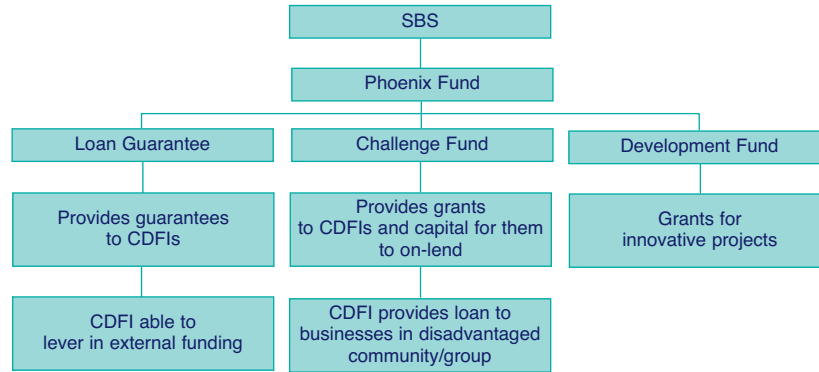 SBS
Phoenix Fund
Loan Guarantee
Challenge Fund
Development Fund
Provides guarantees
to CDFIs
Provides grants
to CDFIs and capital for them
to on-lend
Grants for
innovative projects
CDFI able to
lever in external funding
CDFI provides loan to
businesses in disadvantaged
community/group